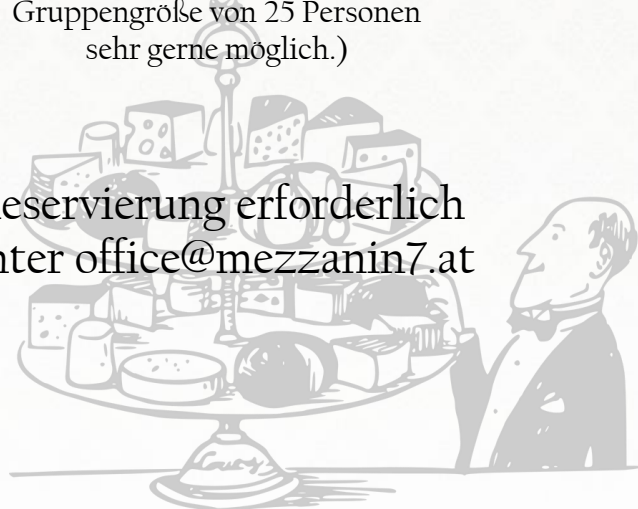 Gruppengröße von 25 Personen
sehr gerne möglich.)
eservierung erforderlich
nter office@mezzanin7.at